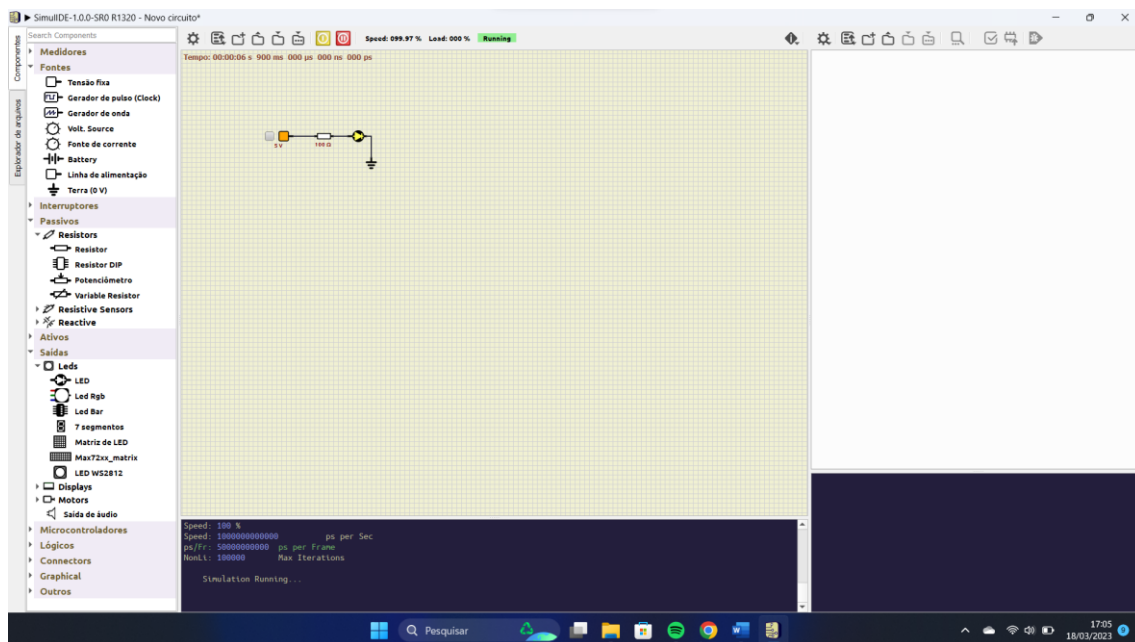 SimulIDE-1.0.0-SR0 R1320 - Novo circuito*
Componentes
Explorador de arquivos
Search Components
Medidores
Fontes
Tensão fixa
Gerador de pulso (Clock)
Gerador de onda
Volt. Source
Fonte de corrente
Battery
Linha de alimentação
Terra (0 V)
Interruptores
Passivos
Resistors
Resistor
Resistor DIP
Potenciômetro
Variable Resistor
Resistive Sensors
Reactive
Ativos
Saídas
Leds
LED
Led Rgb
Led Bar
7 segmentos
Matriz de LED
Max72xx_matrix
LED WS2812
Displays
Motors
Saída de áudio
Microcontroladores
Lógicos
Connectors
Graphical
Outros
Speed: 099.97 % Load: 000 % Running
Tempo: 00:00:06 s 900 ms 000 µs 000 ns 000 ps
5 V
100 Ω
Speed: 100 %
Speed: 1000000000000 ps per Sec
ps/Fr: 50000000000 ps per Frame
NonLi: 100000 Max Iterations
Simulation Running...
Pesquisar
17:05
18/03/2023
9